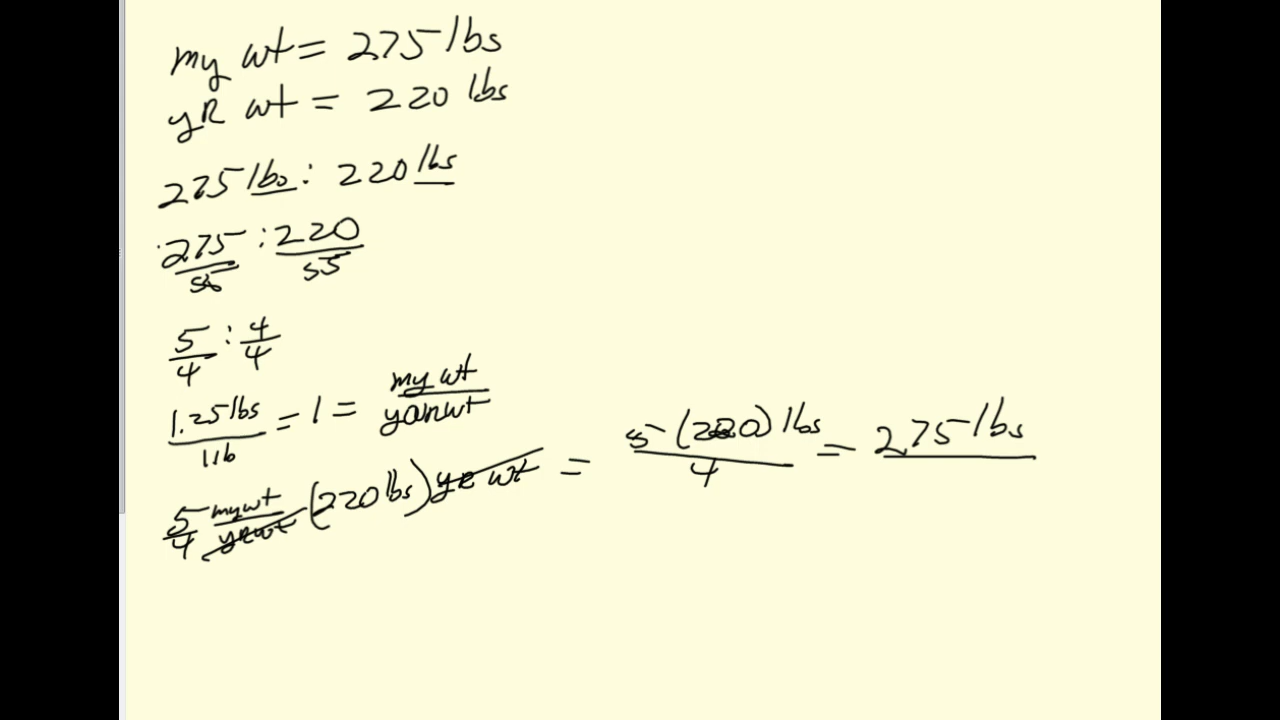 my wt = 275 lbs
yR wt = 220 lbs
275 lbs : 220 lbs
275/55 : 220/55
5/4 : 4/4
1.25 lbs/1 lb = 1 = my wt/your wt
5/4 my wt/yr wt (220 lbs) yr wt = 5(220) lbs/4 = 275 lbs